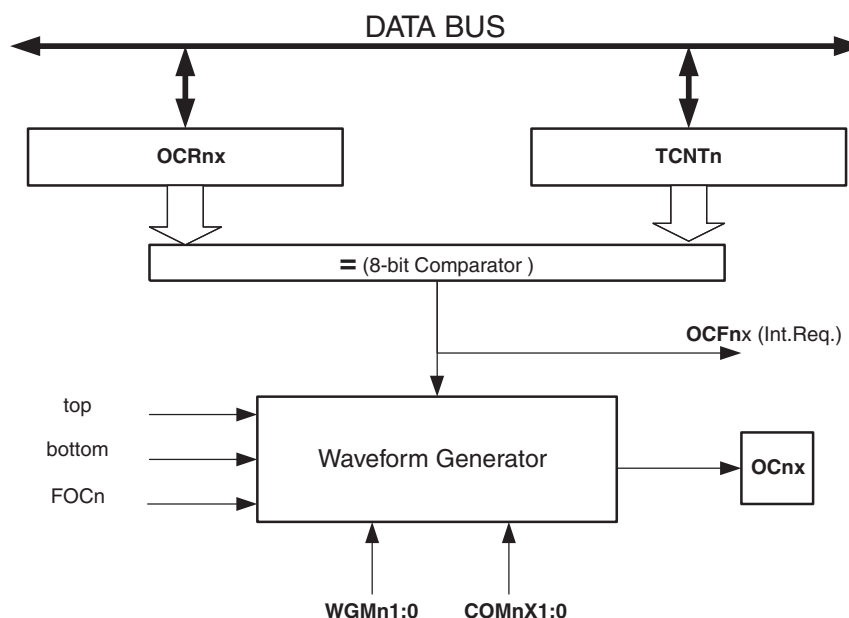 DATA BUS
OCRnx
TCNTn
= (8-bit Comparator )
OCFnx (Int.Req.)
top
bottom
FOCn
Waveform Generator
OCnx
WGMn1:0
COMnX1:0